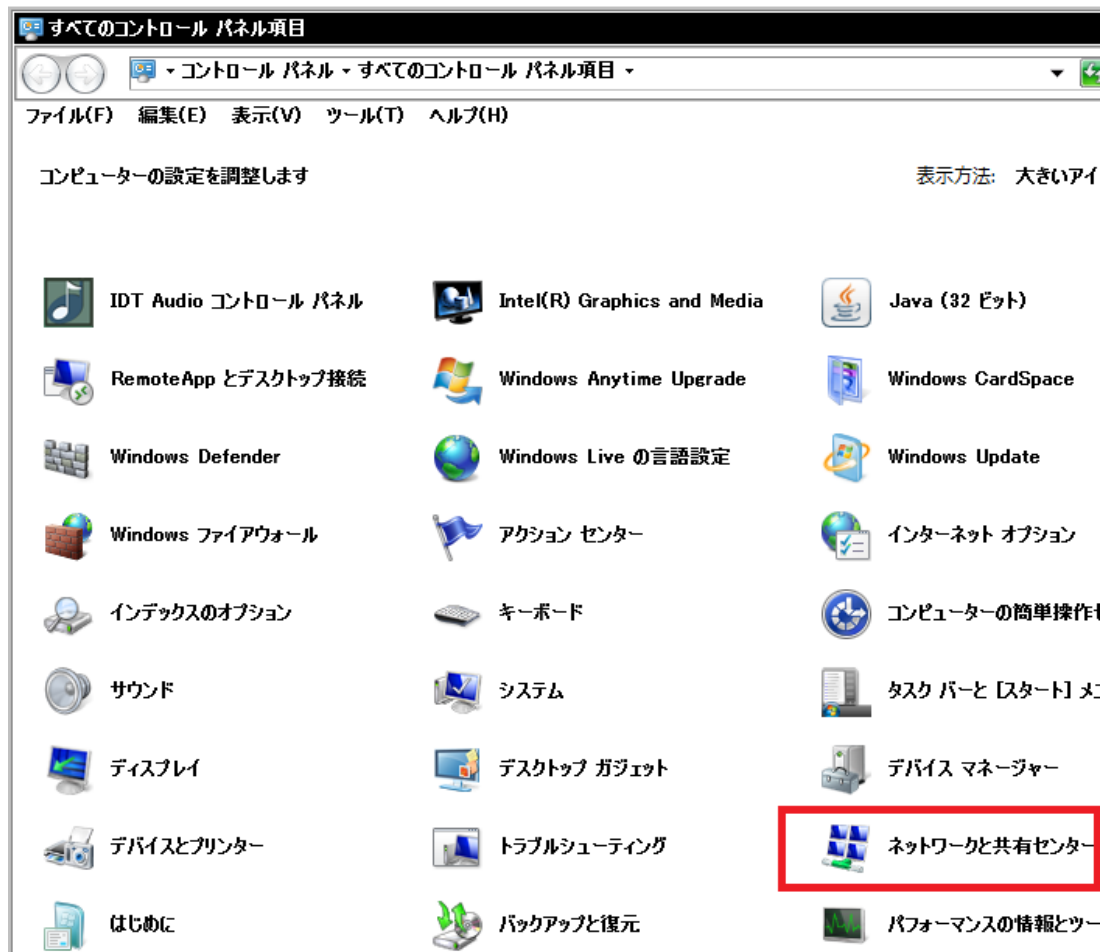 すべてのコントロール パネル項目
コントロール パネル すべてのコントロール パネル項目
ファイル(F) 編集(E) 表示(V) ツール(T) ヘルプ(H)
コンピューターの設定を調整します 表示方法: 大きいアイ
IDT Audio コントロール パネル Intel(R) Graphics and Media Java (32 ビット)
RemoteApp とデスクトップ接続 Windows Anytime Upgrade Windows CardSpace
Windows Defender Windows Live の言語設定 Windows Update
Windows ファイアウォール アクション センター インターネット オプション
インデックスのオプション キーボード コンピューターの簡単操作
サウンド システム タスク バーと [スタート] メ
ディスプレイ デスクトップ ガジェット デバイス マネージャー
デバイスとプリンター トラブルシューティング ネットワークと共有センター
はじめに バックアップと復元 パフォーマンスの情報とツー